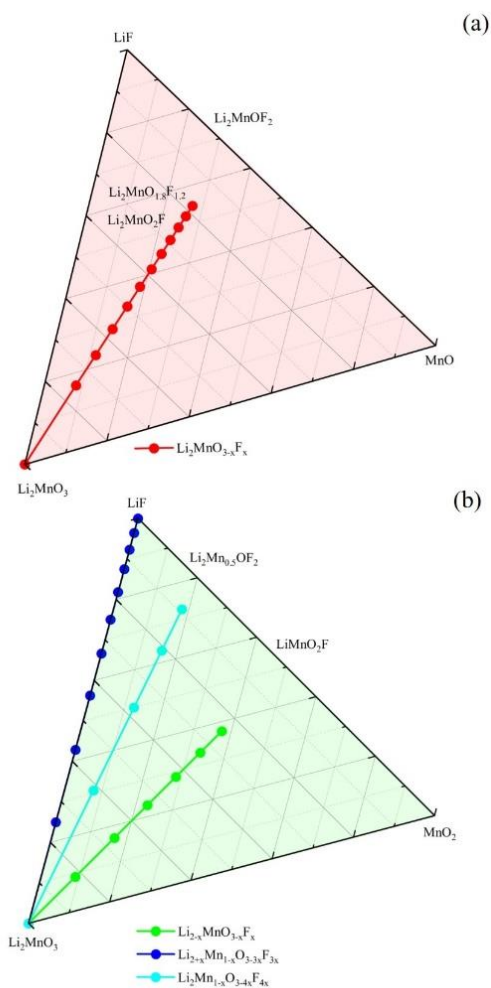 (a)
LiF
Li₂MnOF₂
Li₂MnO₁.₈F₁.₂
Li₂MnO₂F
MnO
Li₂MnO₃-ₓFₓ
Li₂MnO₃
(b)
LiF
Li₂Mn₀.₅OF₂
LiMnO₂F
MnO₂
Li₂MnO₃
Li₂-ₓMnO₃-ₓFₓ
Li₂₊ₓMn₁-ₓO₃-₃ₓF₃ₓ
Li₂Mn₁-ₓO₃-₄ₓF₄ₓ